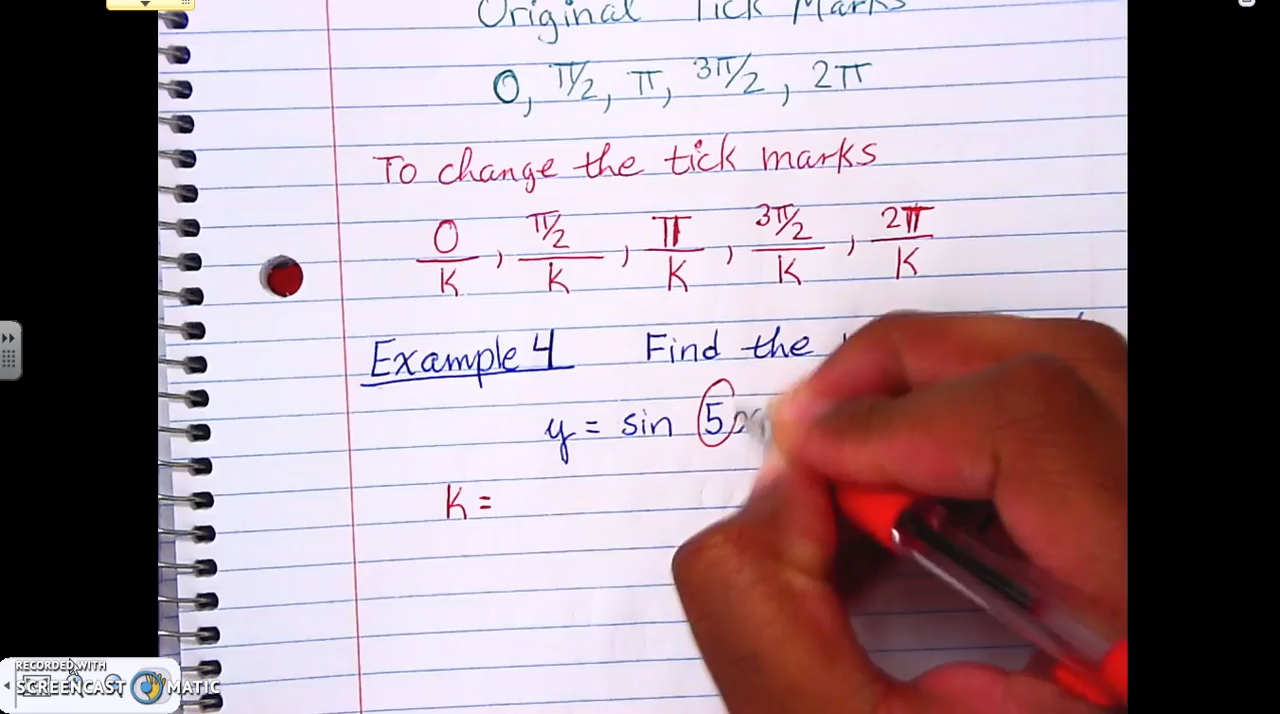 Original Tick Marks
0, π/2, π, 3π/2, 2π
To change the tick marks
0/K, π/2/K, π/K, 3π/2/K, 2π/K
Example 4 Find the
y = sin 5x
K =
RECORDED WITH
SCREENCAST MATIC